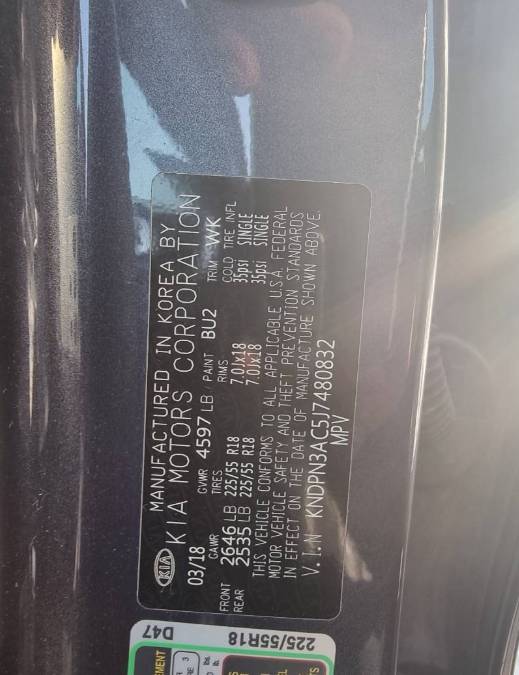 KIA
MANUFACTURED IN KOREA BY
KIA MOTORS CORPORATION
03/18 GVWR 4597 LB PAINT BU2 TRIM WK
GAWR TIRES RIMS COLD TIRE INFL
FRONT 2646 LB 225/55 R18 7.0Jx18 35psi SINGLE
REAR 2535 LB 225/55 R18 7.0Jx18 35psi SINGLE
THIS VEHICLE CONFORMS TO ALL APPLICABLE U.S.A. FEDERAL
MOTOR VEHICLE SAFETY AND THEFT PREVENTION STANDARDS
IN EFFECT ON THE DATE OF MANUFACTURE SHOWN ABOVE.
V.I.N KNDPN3AC5J7480832
MPV
D47
225/55R18